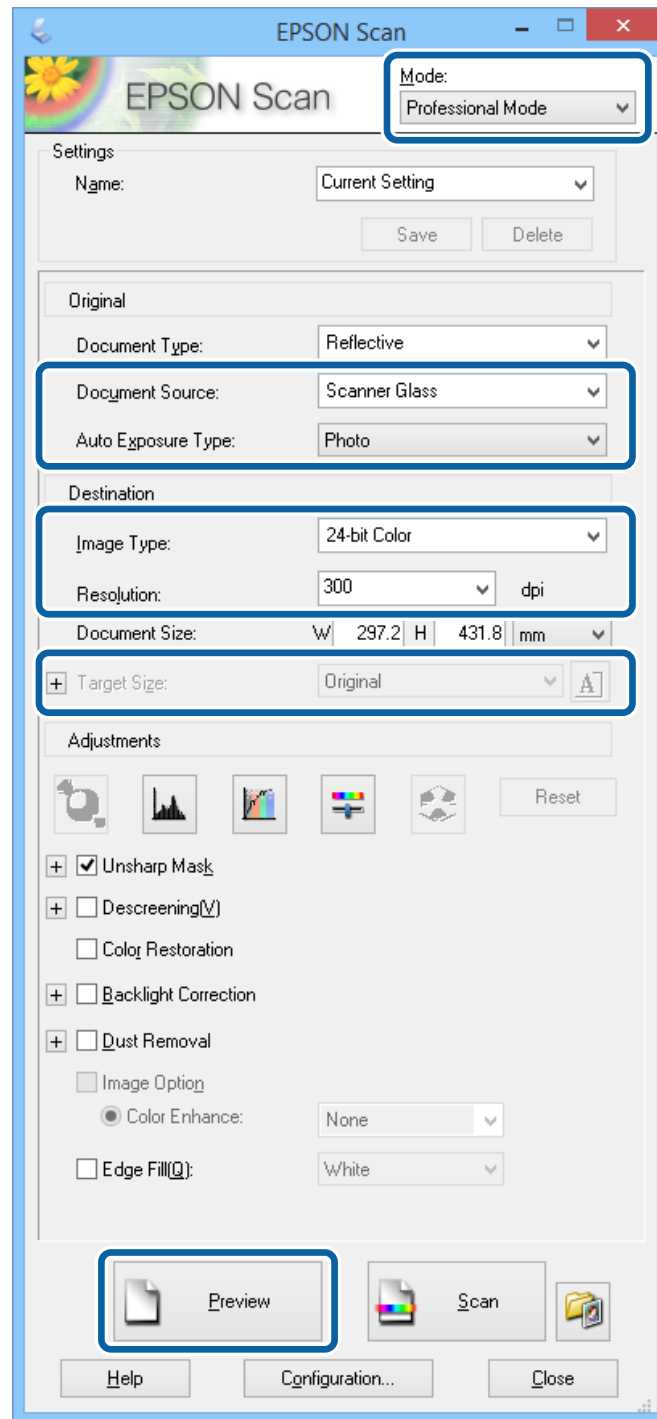 EPSON Scan
EPSON Scan
Mode:
Professional Mode
Settings
Name: Current Setting
Save Delete
Original
Document Type: Reflective
Document Source: Scanner Glass
Auto Exposure Type: Photo
Destination
Image Type: 24-bit Color
Resolution: 300 dpi
Document Size: W 297.2 H 431.8 mm
+ Target Size: Original A
Adjustments
Reset
+ Unsharp Mask
+ Descreening(V)
Color Restoration
+ Backlight Correction
+ Dust Removal
Image Option
Color Enhance: None
Edge Fill(Q): White
Preview Scan
Help Configuration... Close